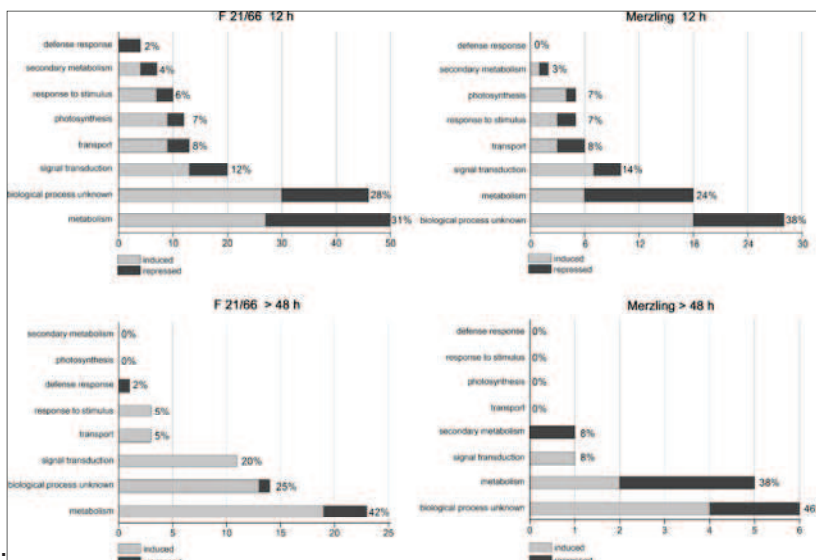 F 21/66 12 h
defense response 2%
secondary metabolism 4%
response to stimulus 6%
photosynthesis 7%
transport 8%
signal transduction 12%
biological process unknown 28%
metabolism 31%
0 10 20 30 40 50
induced
repressed
Merzling 12 h
defense response 0%
secondary metabolism 3%
photosynthesis 7%
response to stimulus 7%
transport 8%
signal transduction 14%
metabolism 24%
biological process unknown 38%
0 6 12 18 24 30
induced
repressed
F 21/66 > 48 h
secondary metabolism 0%
photosynthesis 0%
defense response 2%
response to stimulus 5%
transport 5%
signal transduction 20%
biological process unknown 25%
metabolism 42%
0 5 10 15 20 25
induced
Merzling > 48 h
defense response 0%
response to stimulus 0%
photosynthesis 0%
transport 0%
secondary metabolism 8%
signal transduction 8%
metabolism 38%
biological process unknown 46
0 1 2 3 4 5 6
induced